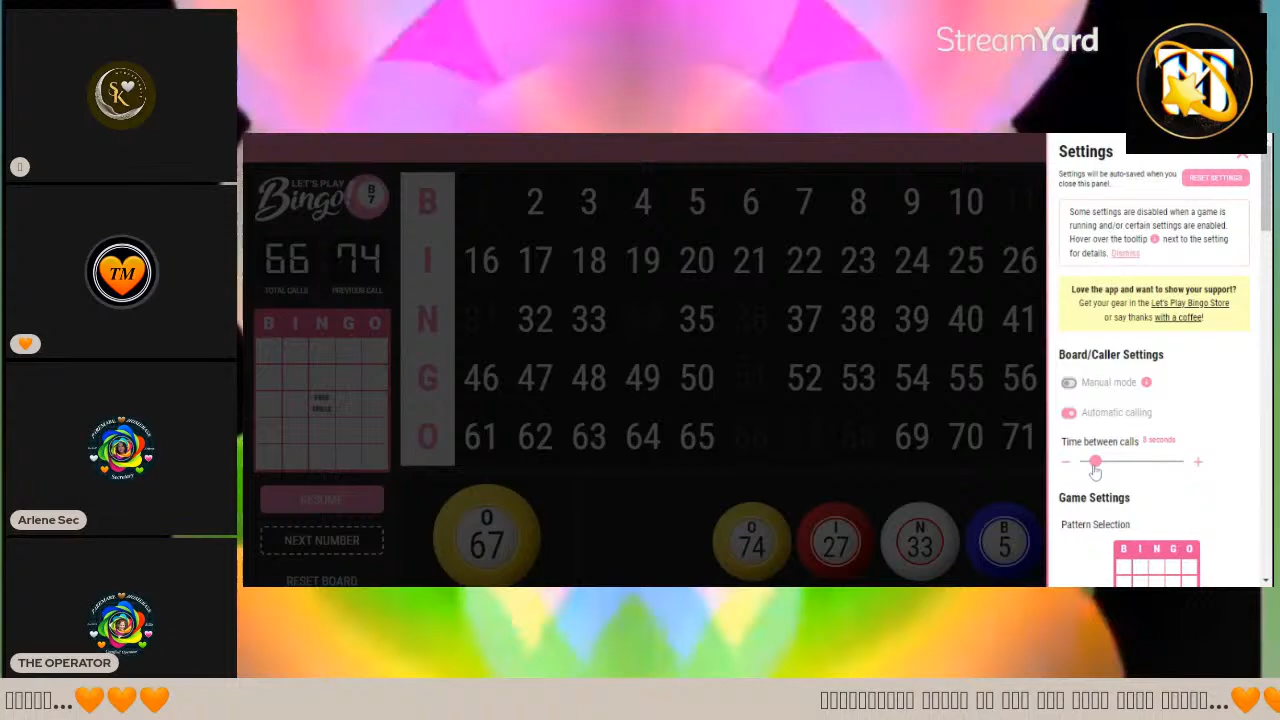 StreamYard
SK
TM
🧡
Arlene Sec
Secretary
THE OPERATOR
LET'S PLAY
Bingo
B
7
66 74
TOTAL CALLS PREVIOUS CALL
B I N G O
FREE
SPACE
RESUME
NEXT NUMBER
RESET BOARD
B 2 3 4 5 6 7 8 9 10
I 16 17 18 19 20 21 22 23 24 25 26
N 32 33 35 37 38 39 40 41
G 46 47 48 49 50 52 53 54 55 56
O 61 62 63 64 65 69 70 71
O
67
O
74
I
27
N
33
B
5
Settings
Settings will be auto-saved when you
close this panel.
RESET SETTINGS
Some settings are disabled when a game is
running and/or certain settings are enabled.
Hover over the tooltip i next to the setting
for details. Dismiss
Love the app and want to show your support?
Get your gear in the Let's Play Bingo Store
or say thanks with a coffee!
Board/Caller Settings
Manual mode
Automatic calling
Time between calls 8 seconds
Game Settings
Pattern Selection
B I N G O
...🧡🧡🧡
...🧡🧡